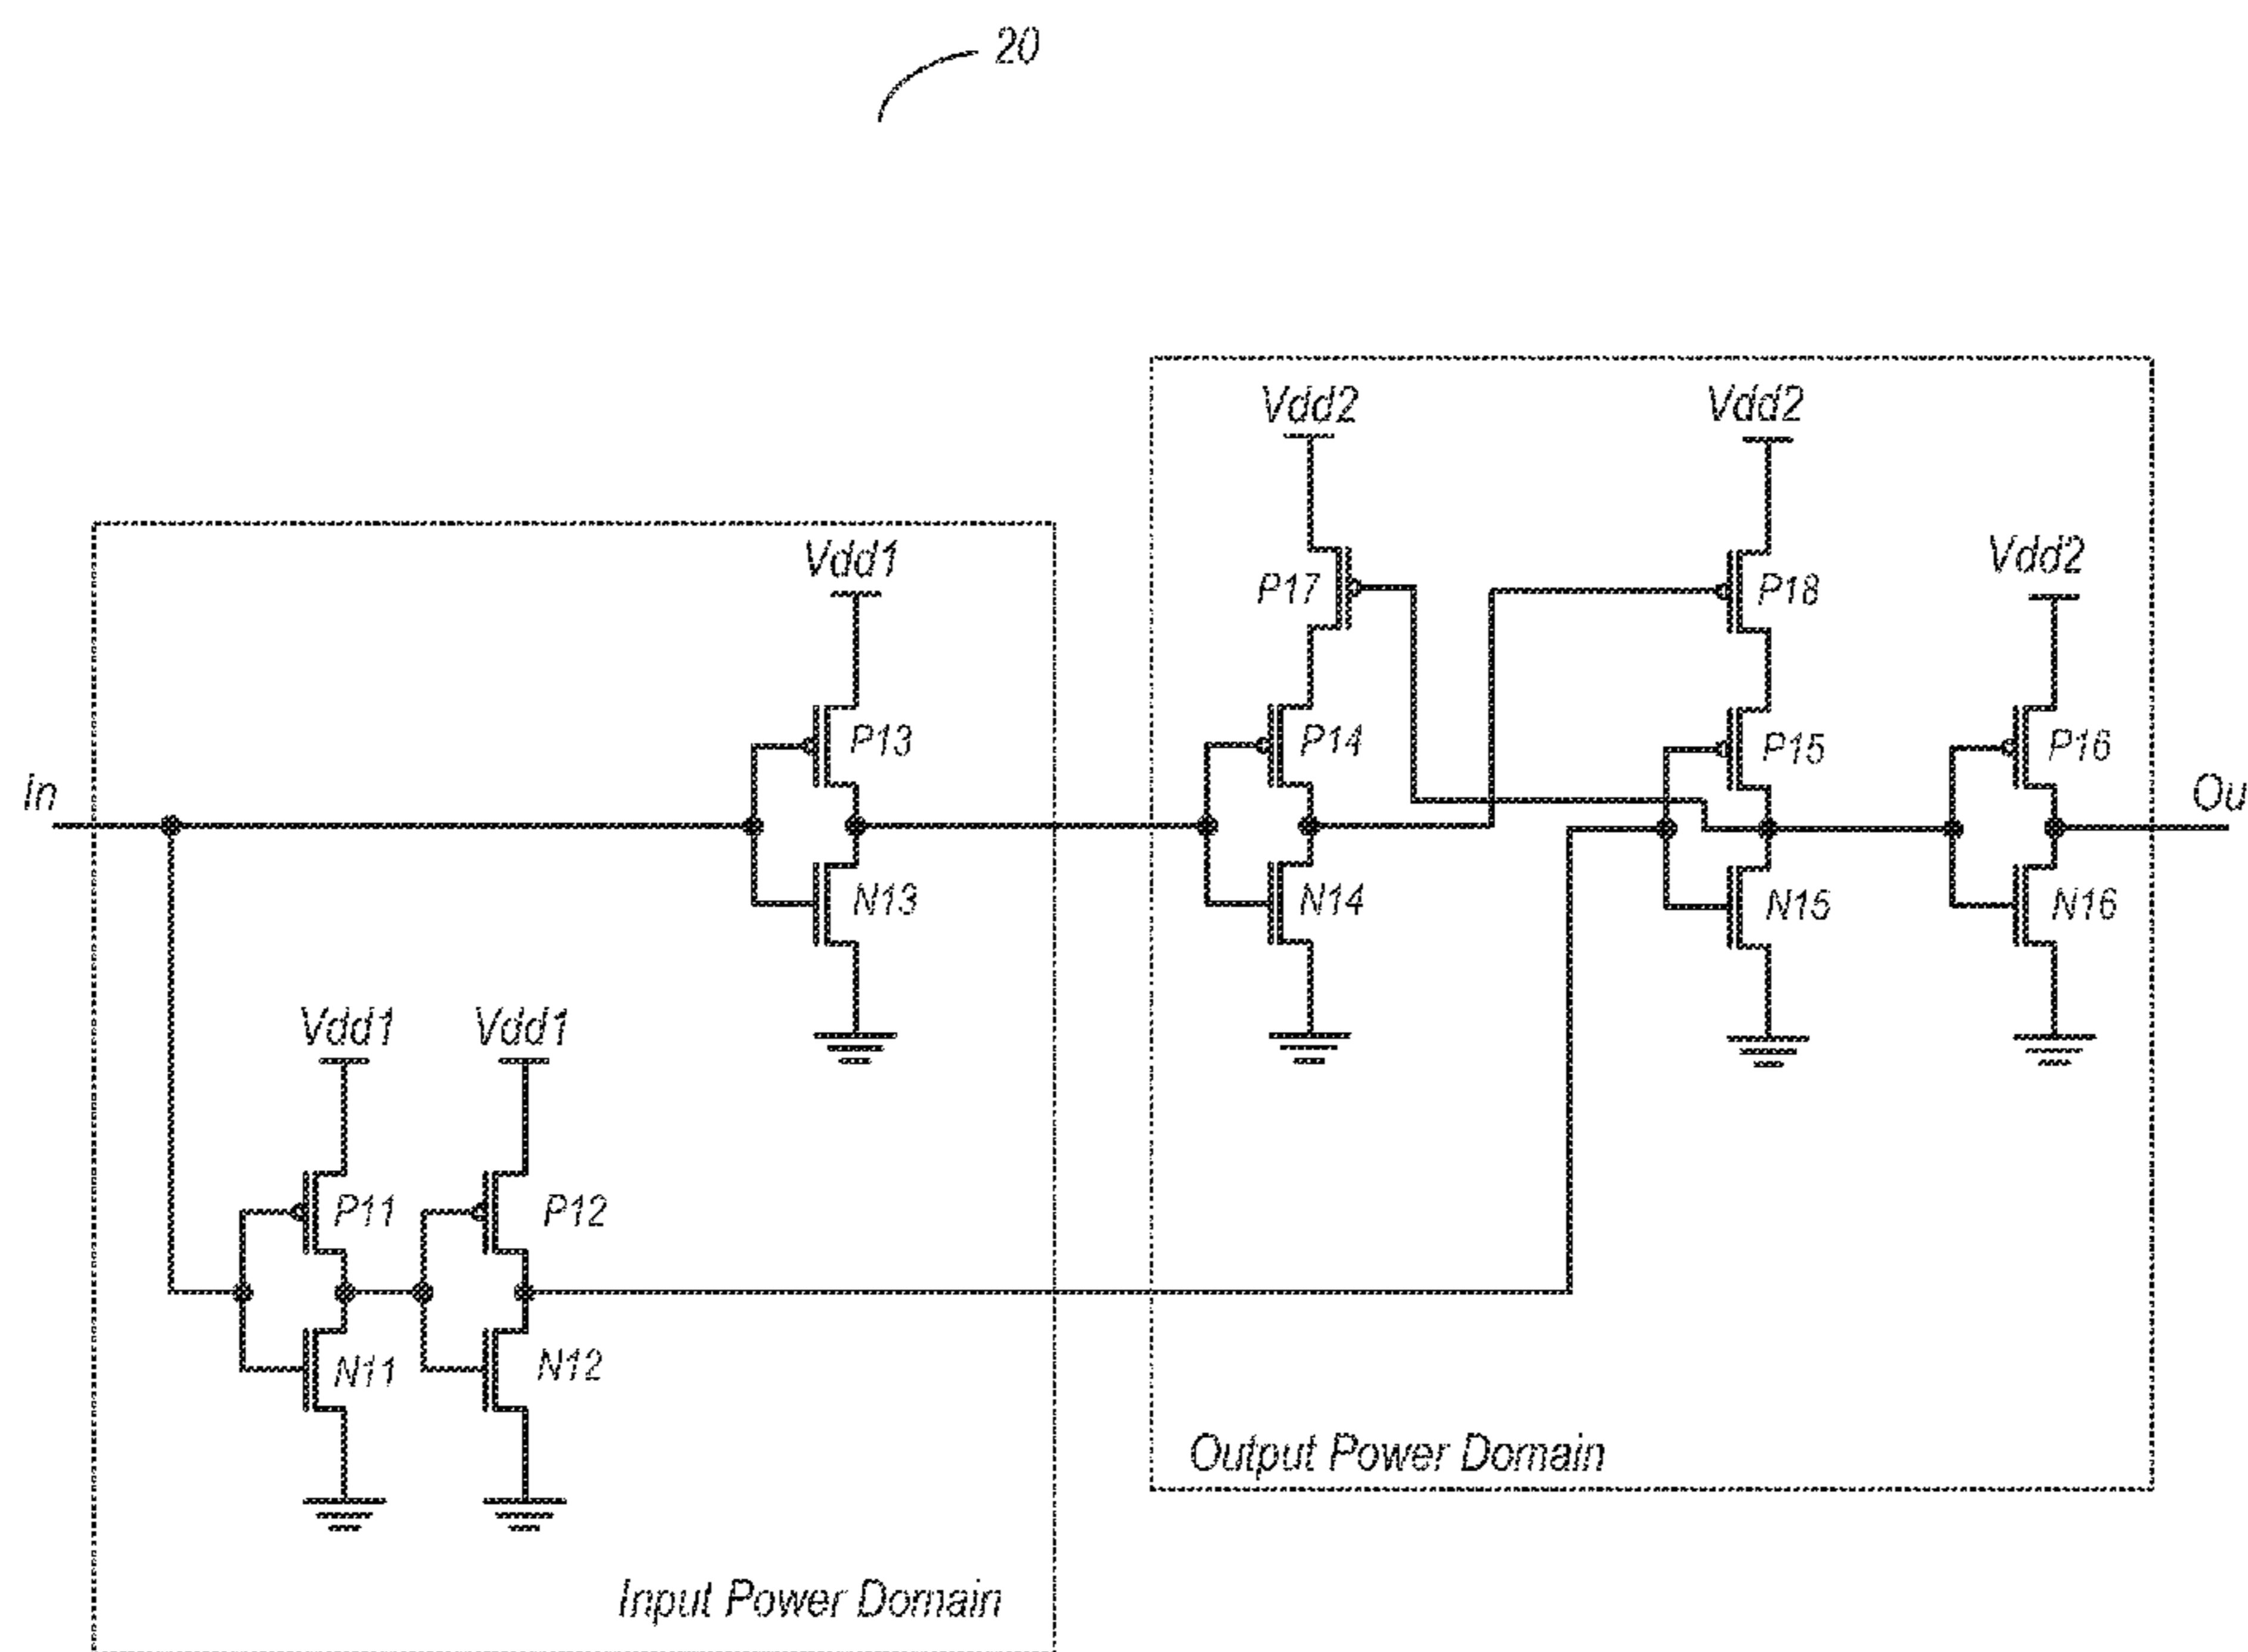 20
Vdd2
Vdd2
Vdd1
Vdd2
P17
P18
P13
P14
P15
P16
In
Ou
N13
N14
N15
N16
Vdd1
Vdd1
P11
P12
N11
N12
Output Power Domain
Input Power Domain